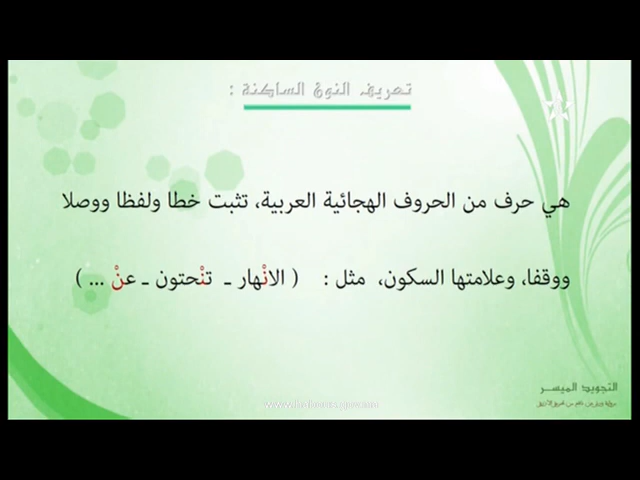 تعريف النون الساكنة :
هي حرف من الحروف الهجائية العربية، تثبت خطا ولفظا ووصلا
ووقفا، وعلامتها السكون، مثل : ( الانْهار ـ تنْحتون ـ عنْ ... )
التجويد الميسر